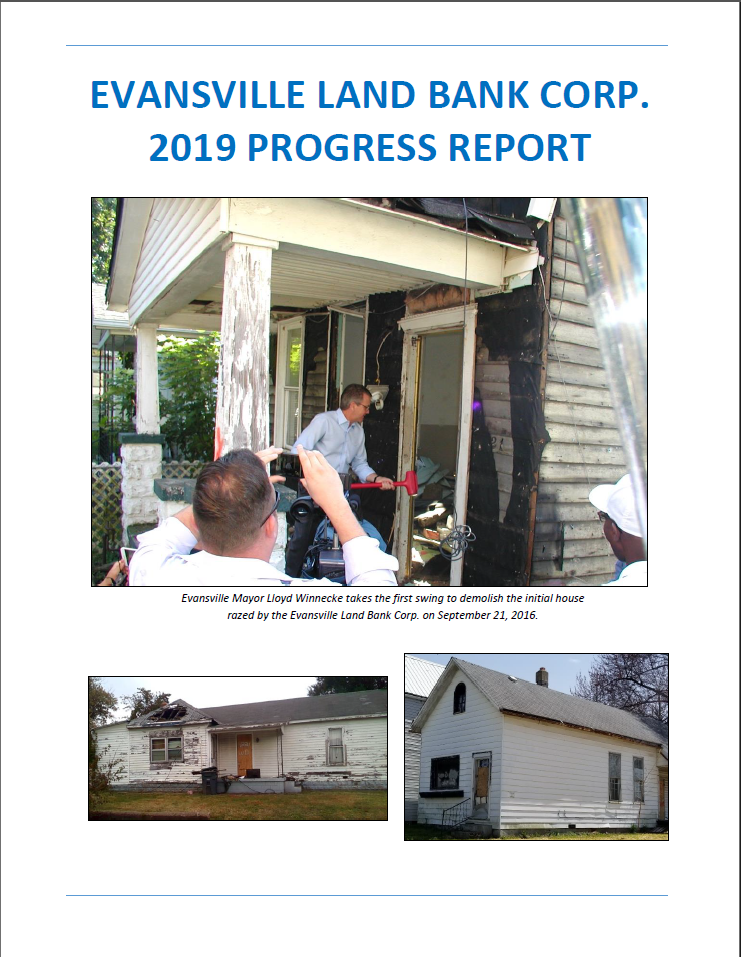 EVANSVILLE LAND BANK CORP.
2019 PROGRESS REPORT
Evansville Mayor Lloyd Winnecke takes the first swing to demolish the initial house
razed by the Evansville Land Bank Corp. on September 21, 2016.